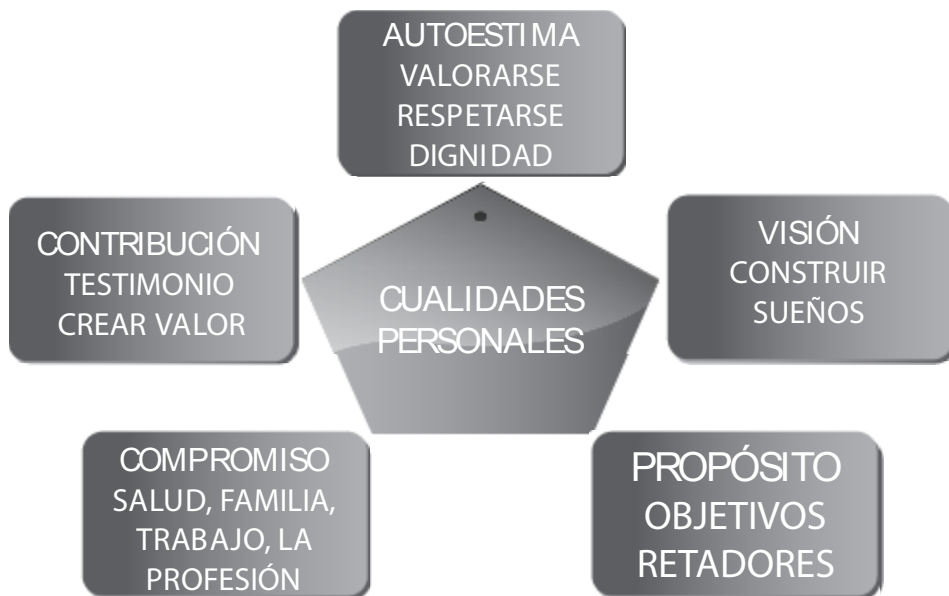 AUTOESTIMA
VALORARSE
RESPETARSE
DIGNIDAD
CONTRIBUCIÓN
TESTIMONIO
CREAR VALOR
CUALIDADES
PERSONALES
VISIÓN
CONSTRUIR
SUEÑOS
COMPROMISO
SALUD, FAMILIA,
TRABAJO, LA
PROFESIÓN
PROPÓSITO
OBJETIVOS
RETADORES